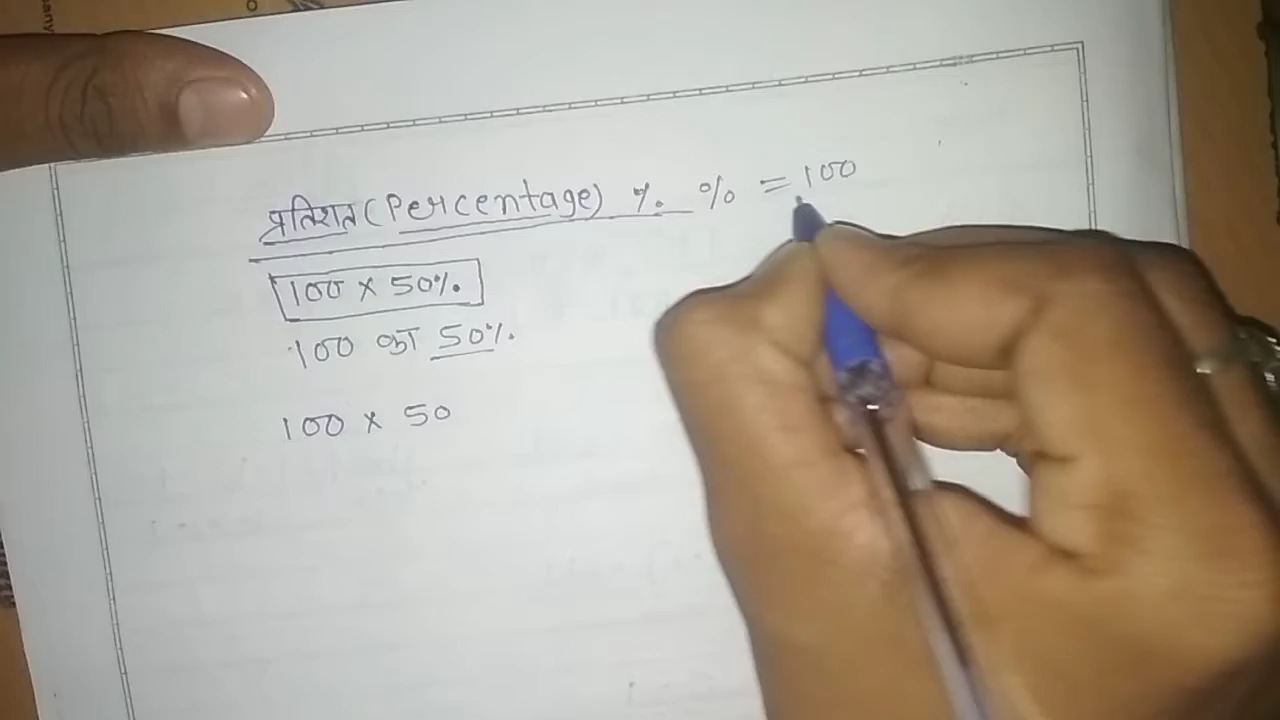 प्रतिशत (Percentage) %. % = 100
100 x 50%.
100 का 50%.
100 x 50